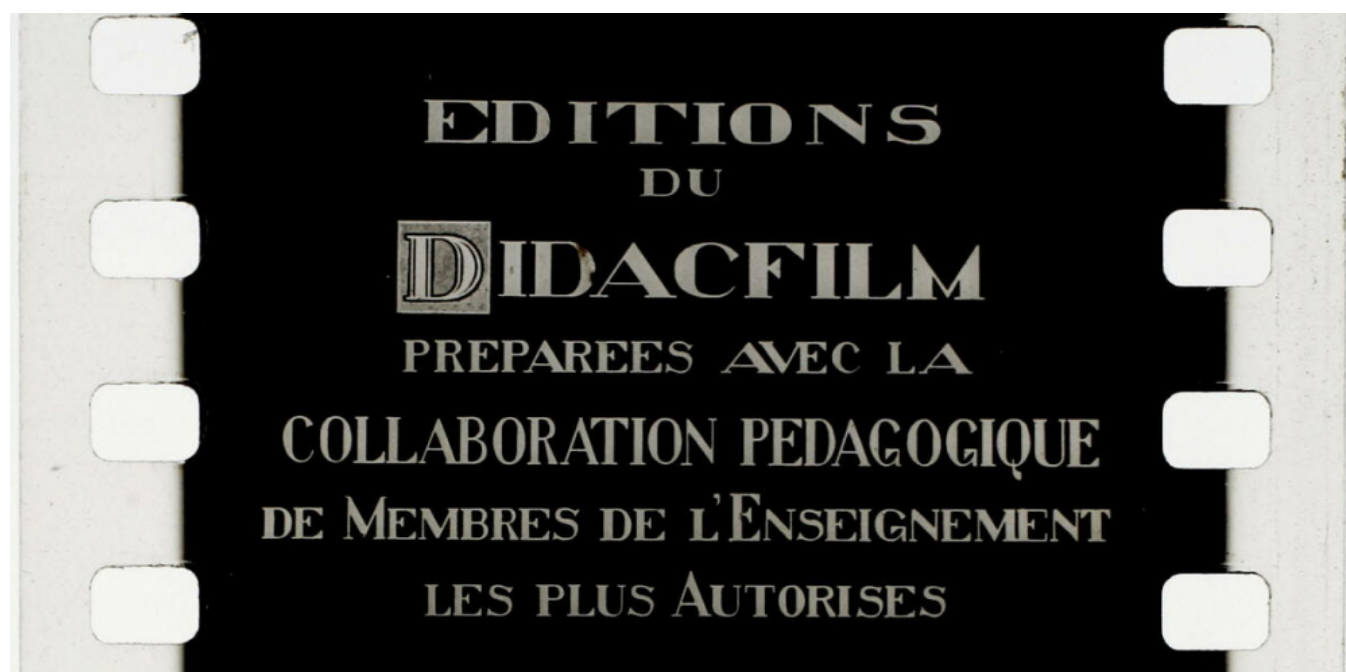 EDITIONS
DU
DIDACFILM
PREPAREES AVEC LA
COLLABORATION PEDAGOGIQUE
DE MEMBRES DE L'ENSEIGNEMENT
LES PLUS AUTORISES